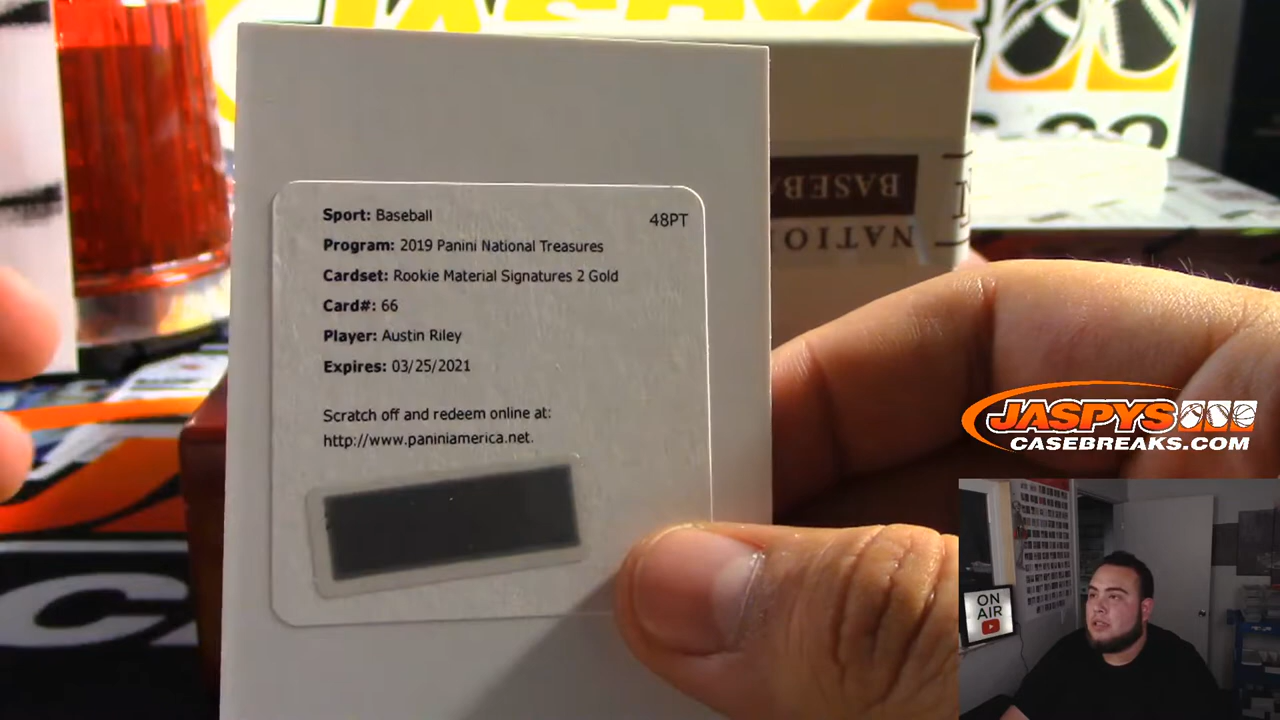 JASPYS
Sport: Baseball
48PT
Program: 2019 Panini National Treasures
Cardset: Rookie Material Signatures 2 Gold
Card#: 66
Player: Austin Riley
Expires: 03/25/2021
Scratch off and redeem online at:
http://www.paniniamerica.net.
JASPYS
CASEBREAKS.COM
ON
AIR